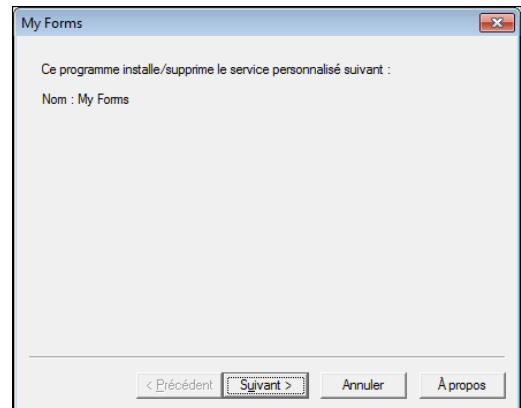 My Forms
Ce programme installe/supprime le service personnalisé suivant :
Nom : My Forms
< Précédent
Suivant >
Annuler
À propos